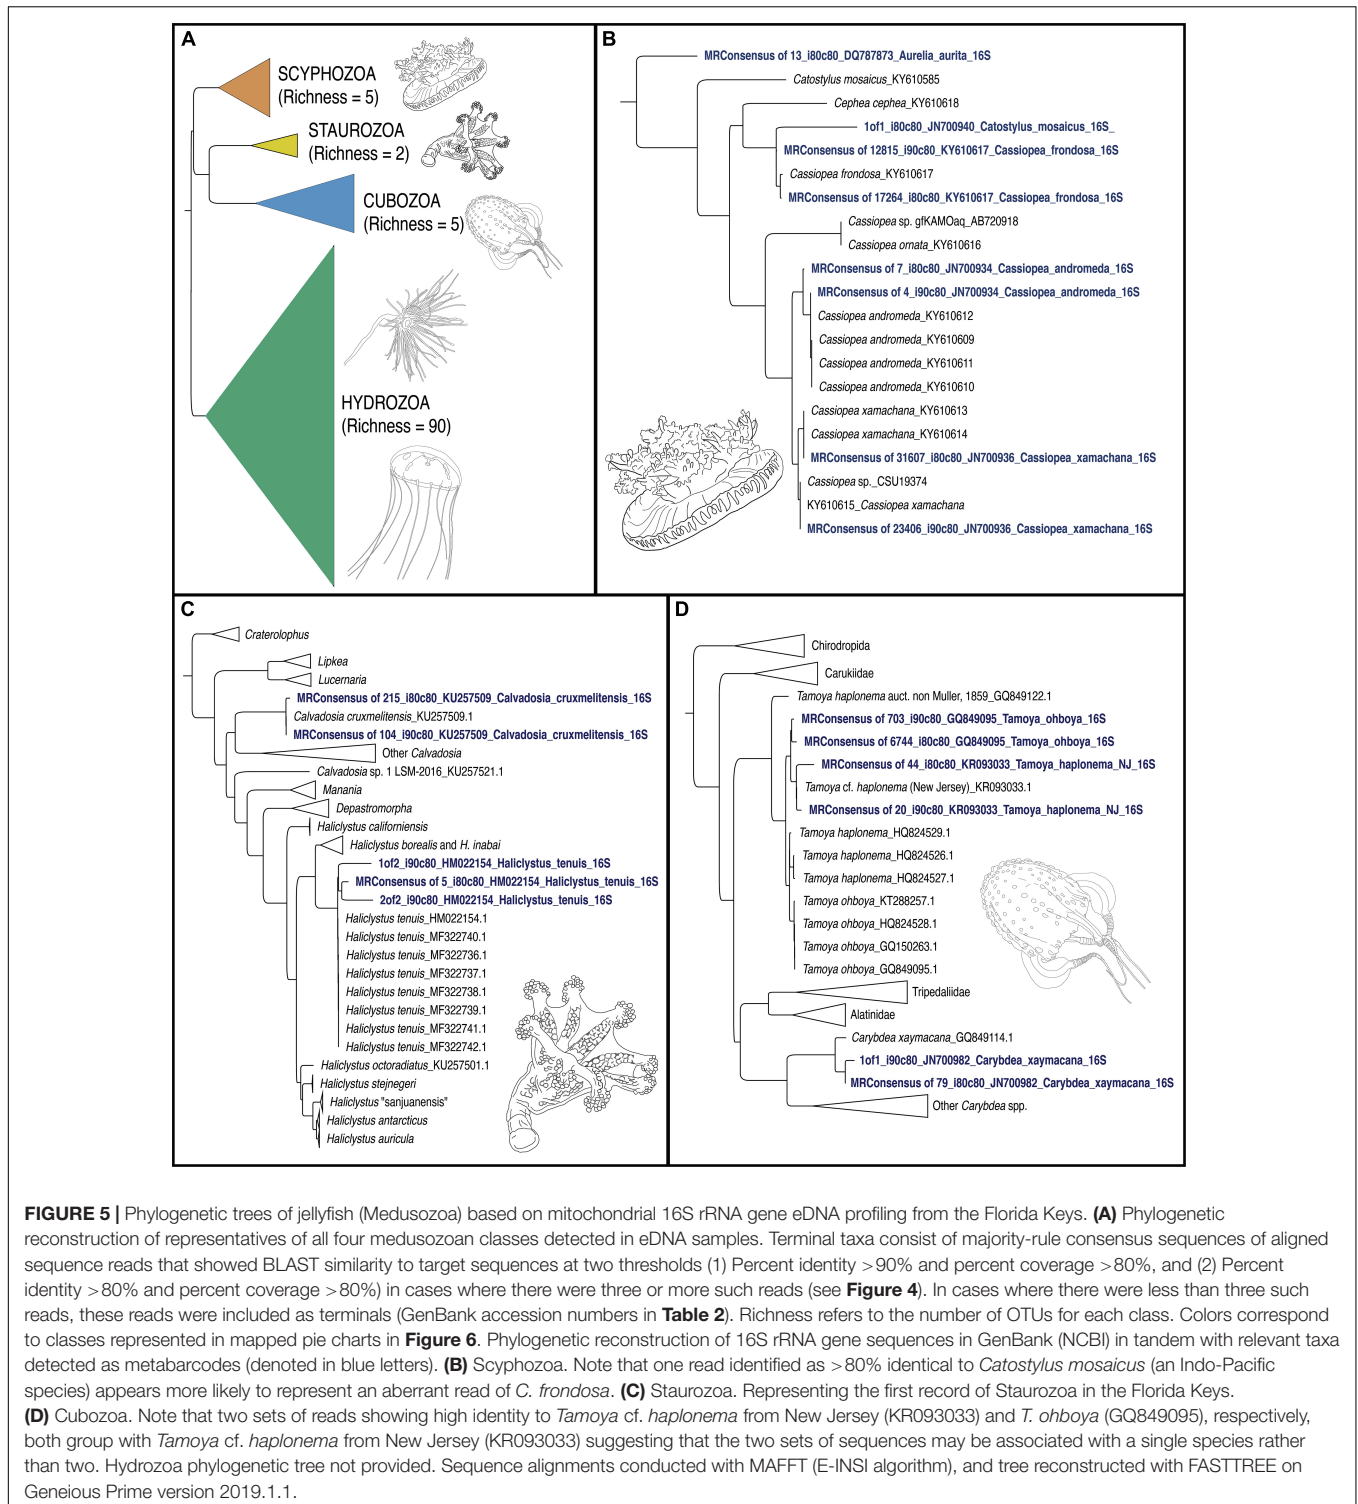 A
SCYPHOZOA
(Richness = 5)
STAUROZOA
(Richness = 2)
CUBOZOA
(Richness = 5)
HYDROZOA
(Richness = 90)
B
MRConsensus of 13_i80c80_DQ787873_Aurelia_aurita_16S
Catostylus mosaicus_KY610585
Cephea cephea_KY610618
1of1_i80c80_JN700940_Catostylus_mosaicus_16S_
MRConsensus of 12815_i90c80_KY610617_Cassiopea_frondosa_16S
Cassiopea frondosa_KY610617
MRConsensus of 17264_i80c80_KY610617_Cassiopea_frondosa_16S
Cassiopea sp. gfKAMOaq_AB720918
Cassiopea ornata_KY610616
MRConsensus of 7_i80c80_JN700934_Cassiopea_andromeda_16S
MRConsensus of 4_i90c80_JN700934_Cassiopea_andromeda_16S
Cassiopea andromeda_KY610612
Cassiopea andromeda_KY610609
Cassiopea andromeda_KY610611
Cassiopea andromeda_KY610610
Cassiopea xamachana_KY610613
Cassiopea xamachana_KY610614
MRConsensus of 31607_i80c80_JN700936_Cassiopea_xamachana_16S
Cassiopea sp._CSU19374
KY610615_Cassiopea xamachana
MRConsensus of 23406_i90c80_JN700936_Cassiopea_xamachana_16S
C
Craterolophus
Lipkea
Lucernaria
MRConsensus of 215_i80c80_KU257509_Calvadosia_cruxmelitensis_16S
Calvadosia cruxmelitensis_KU257509.1
MRConsensus of 104_i90c80_KU257509_Calvadosia_cruxmelitensis_16S
Other Calvadosia
Calvadosia sp. 1 LSM-2016_KU257521.1
Manania
Depastromorpha
Haliclystus californiensis
Haliclystus borealis and H. inabai
1of2_i90c80_HM022154_Haliclystus_tenuis_16S
MRConsensus of 5_i80c80_HM022154_Haliclystus_tenuis_16S
2of2_i90c80_HM022154_Haliclystus_tenuis_16S
Haliclystus tenuis_HM022154.1
Haliclystus tenuis_MF322740.1
Haliclystus tenuis_MF322736.1
Haliclystus tenuis_MF322737.1
Haliclystus tenuis_MF322738.1
Haliclystus tenuis_MF322739.1
Haliclystus tenuis_MF322741.1
Haliclystus tenuis_MF322742.1
Haliclystus octoradiatus_KU257501.1
Haliclystus stejnegeri
Haliclystus "sanjuanensis"
Haliclystus antarcticus
Haliclystus auricula
D
Chirodropida
Carukiidae
Tamoya haplonema auct. non Muller, 1859_GQ849122.1
MRConsensus of 703_i90c80_GQ849095_Tamoya_ohboya_16S
MRConsensus of 6744_i80c80_GQ849095_Tamoya_ohboya_16S
MRConsensus of 44_i80c80_KR093033_Tamoya_haplonema_NJ_16S
Tamoya cf. haplonema (New Jersey)_KR093033.1
MRConsensus of 20_i90c80_KR093033_Tamoya_haplonema_NJ_16S
Tamoya haplonema_HQ824529.1
Tamoya haplonema_HQ824526.1
Tamoya haplonema_HQ824527.1
Tamoya ohboya_KT288257.1
Tamoya ohboya_HQ824528.1
Tamoya ohboya_GQ150263.1
Tamoya ohboya_GQ849095.1
Tripedaliidae
Alatinidae
Carybdea xaymacana_GQ849114.1
1of1_i90c80_JN700982_Carybdea_xaymacana_16S
MRConsensus of 79_i80c80_JN700982_Carybdea_xaymacana_16S
Other Carybdea spp.
FIGURE 5 | Phylogenetic trees of jellyfish (Medusozoa) based on mitochondrial 16S rRNA gene eDNA profiling from the Florida Keys. (A) Phylogenetic
reconstruction of representatives of all four medusozoan classes detected in eDNA samples. Terminal taxa consist of majority-rule consensus sequences of aligned
sequence reads that showed BLAST similarity to target sequences at two thresholds (1) Percent identity >90% and percent coverage >80%, and (2) Percent
identity >80% and percent coverage >80%) in cases where there were three or more such reads (see Figure 4). In cases where there were less than three such
reads, these reads were included as terminals (GenBank accession numbers in Table 2). Richness refers to the number of OTUs for each class. Colors correspond
to classes represented in mapped pie charts in Figure 6. Phylogenetic reconstruction of 16S rRNA gene sequences in GenBank (NCBI) in tandem with relevant taxa
detected as metabarcodes (denoted in blue letters). (B) Scyphozoa. Note that one read identified as >80% identical to Catostylus mosaicus (an Indo-Pacific
species) appears more likely to represent an aberrant read of C. frondosa. (C) Staurozoa. Representing the first record of Staurozoa in the Florida Keys.
(D) Cubozoa. Note that two sets of reads showing high identity to Tamoya cf. haplonema from New Jersey (KR093033) and T. ohboya (GQ849095), respectively,
both group with Tamoya cf. haplonema from New Jersey (KR093033) suggesting that the two sets of sequences may be associated with a single species rather
than two. Hydrozoa phylogenetic tree not provided. Sequence alignments conducted with MAFFT (E-INSI algorithm), and tree reconstructed with FASTTREE on
Geneious Prime version 2019.1.1.